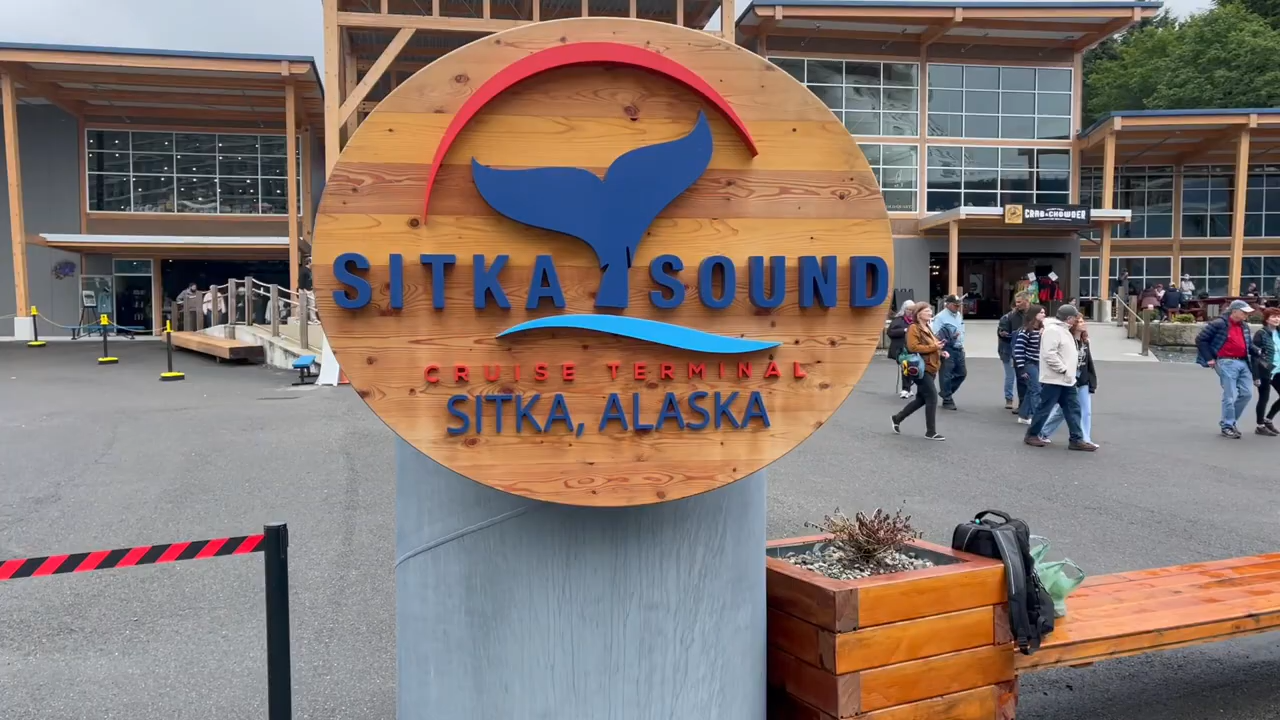 SITKA SOUND
CRUISE TERMINAL
SITKA, ALASKA
CRAB & CHOWDER